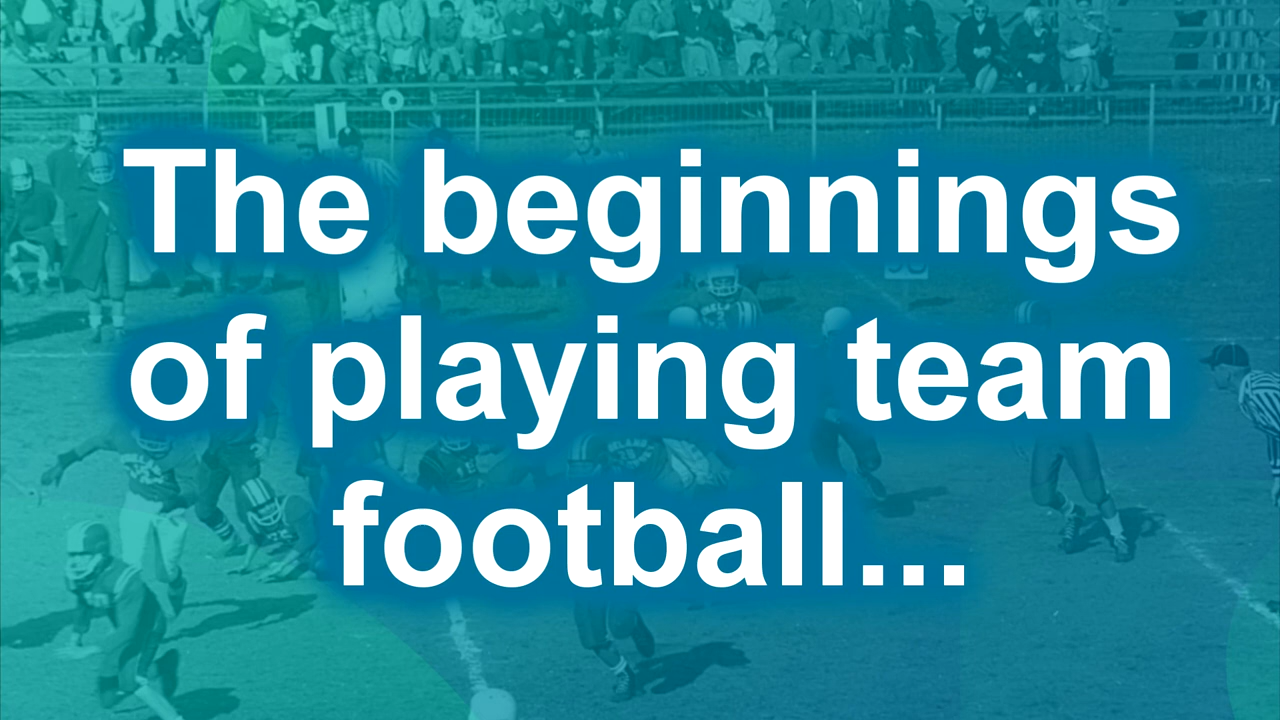 The beginnings
of playing team
football...